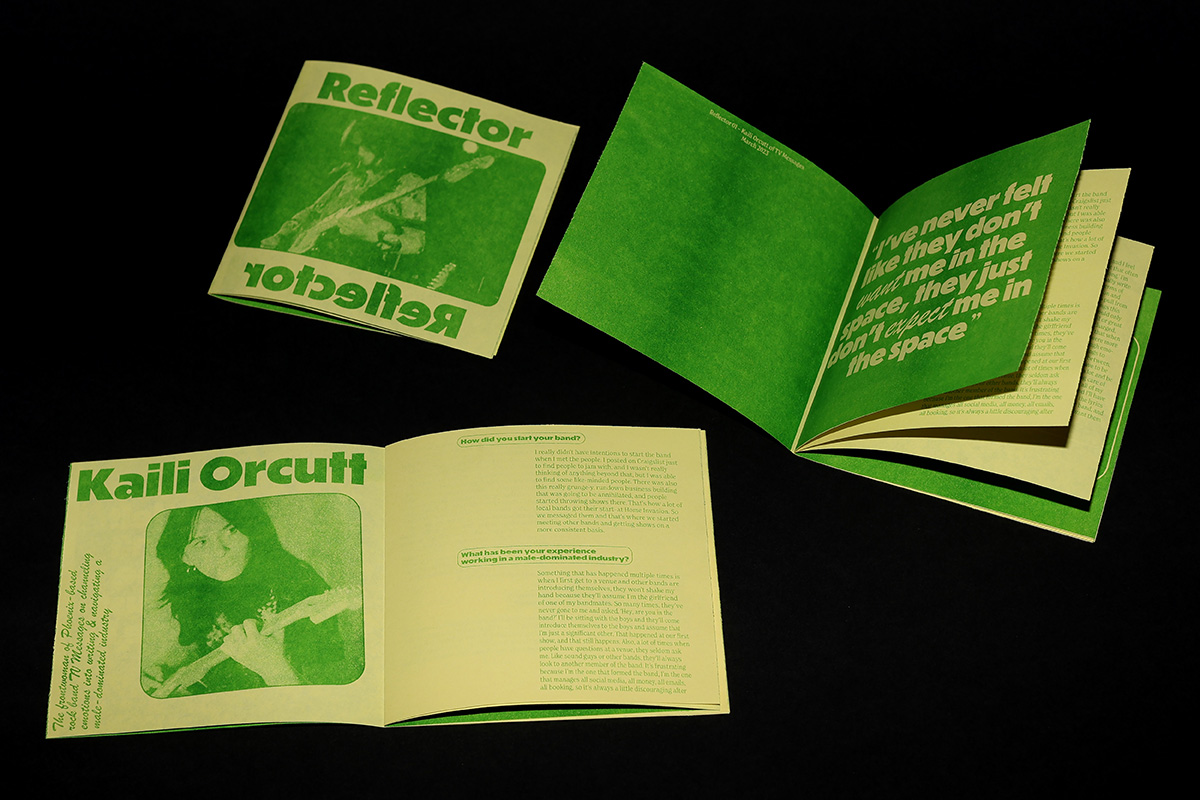 Reflector
Reflector
Reflector 01 - Kaili Orcutt of TV Messages
March 2023
"I've never felt
like they don't
want me in the
space, they just
don't expect me in
the space"
Kaili Orcutt
The frontwoman of Phoenix-based
rock band TV Messages on channeling
emotions into writing & navigating a
male-dominated industry
How did you start your band?
I really didn't have intentions to start the band
when I met the people. I posted on Craigslist just
to find people to jam with, and I wasn't really
thinking of anything beyond that, but I was able
to find some like-minded people. There was also
this really grunge-y, rundown business building
that was going to be annihilated, and people
started throwing shows there. That's how a lot of
local bands got their start, at Home Invasion. So
we messaged them and that's where we started
meeting other bands and getting shows on a
more consistent basis.
What has been your experience
working in a male-dominated industry?
Something that has happened multiple times is
when I first get to a venue and other bands are
introducing themselves, they won't shake my
hand because they'll assume I'm the girlfriend
of one of my bandmates. So many times, they've
never gone to me and asked, 'Hey, are you in the
band?' I'll be sitting with the boys and they'll come
introduce themselves to the boys and assume that
I'm just a significant other. That happened at our first
show, and that still happens. Also, a lot of times when
people have questions at a venue, they seldom ask
me. Like sound guys or other bands, they'll always
look to another member of the band. It's frustrating
because I'm the one that formed the band, I'm the one
that manages all social media, all money, all emails,
all booking, so it's always a little discouraging after